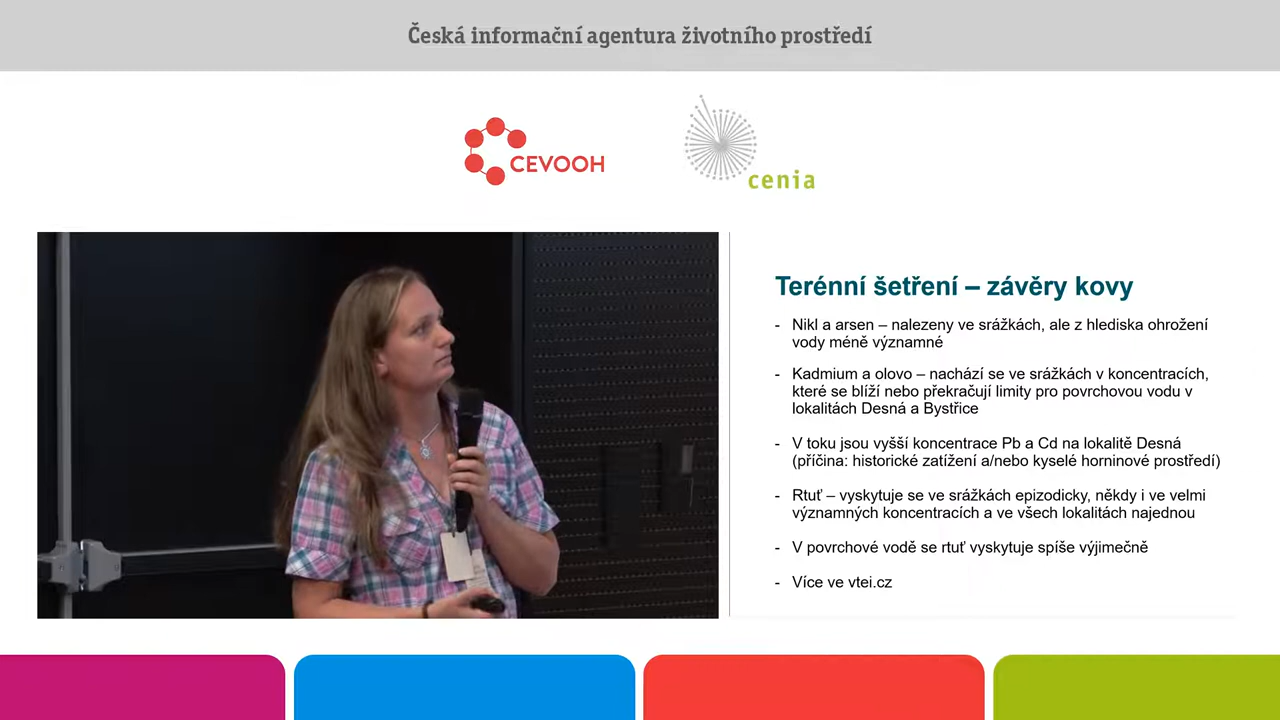 Česká informační agentura životního prostředí
CEVOOH
cenia
Terénní šetření – závěry kovy
- Nikl a arsen – nalezeny ve srážkách, ale z hlediska ohrožení
vody méně významné
- Kadmium a olovo – nachází se ve srážkách v koncentracích,
které se blíží nebo překračují limity pro povrchovou vodu v
lokalitách Desná a Bystřice
- V toku jsou vyšší koncentrace Pb a Cd na lokalitě Desná
(příčina: historické zatížení a/nebo kyselé horninové prostředí)
- Rtuť – vyskytuje se ve srážkách epizodicky, někdy i ve velmi
významných koncentracích a ve všech lokalitách najednou
- V povrchové vodě se rtuť vyskytuje spíše výjimečně
- Více ve vtei.cz